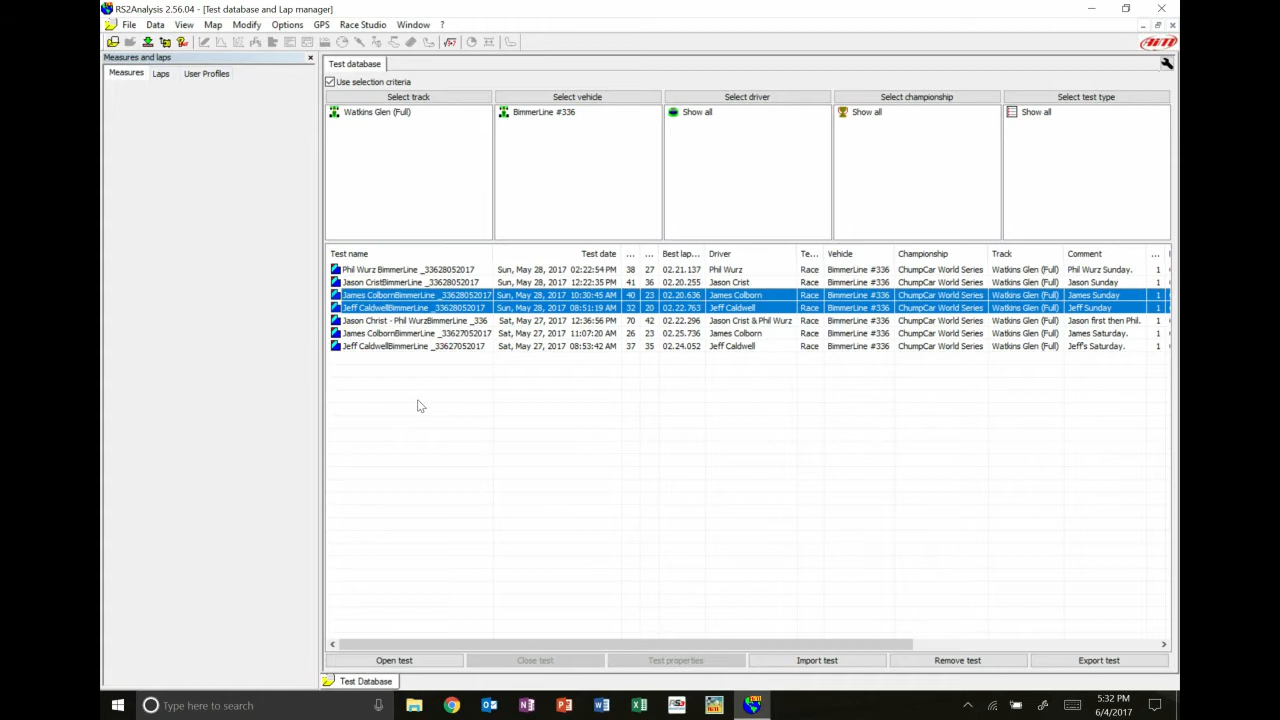 RS2Analysis 2.56.04 - [Test database and Lap manager]
File Data View Map Modify Options GPS Race Studio Window ?
AiM
Measures and laps
Measures Laps User Profiles
Test database
Use selection criteria
Select track Select vehicle Select driver Select championship Select test type
Watkins Glen (Full) BimmerLine #336 Show all Show all Show all
Test name Test date ... ... Best lap... Driver Te... Vehicle Championship Track Comment ...
Phil Wurz BimmerLine _33628052017 Sun, May 28, 2017 02:22:54 PM 38 27 02.21.137 Phil Wurz Race BimmerLine #336 ChumpCar World Series Watkins Glen (Full) Phil Wurz Sunday. 1
Jason CristBimmerLine _33628052017 Sun, May 28, 2017 12:22:35 PM 41 36 02.20.255 Jason Crist Race BimmerLine #336 ChumpCar World Series Watkins Glen (Full) Jason Sunday 1
James ColbornBimmerLine _33628052017 Sun, May 28, 2017 10:30:45 AM 40 23 02.20.636 James Colborn Race BimmerLine #336 ChumpCar World Series Watkins Glen (Full) James Sunday 1
Jeff CaldwellBimmerLine _33628052017 Sun, May 28, 2017 08:51:19 AM 32 20 02.22.763 Jeff Caldwell Race BimmerLine #336 ChumpCar World Series Watkins Glen (Full) Jeff Sunday 1
Jason Christ - Phil WurzBimmerLine _336 Sat, May 27, 2017 12:36:56 PM 70 42 02.22.296 Jason Crist & Phil Wurz Race BimmerLine #336 ChumpCar World Series Watkins Glen (Full) Jason first then Phil. 1
James ColbornBimmerLine _33627052017 Sat, May 27, 2017 11:07:20 AM 26 23 02.25.736 James Colborn Race BimmerLine #336 ChumpCar World Series Watkins Glen (Full) James Saturday. 1
Jeff CaldwellBimmerLine _33627052017 Sat, May 27, 2017 08:53:42 AM 37 35 02.24.052 Jeff Caldwell Race BimmerLine #336 ChumpCar World Series Watkins Glen (Full) Jeff's Saturday. 1
Open test Close test Test properties Import test Remove test Export test
Test Database
Type here to search
5:32 PM
6/4/2017